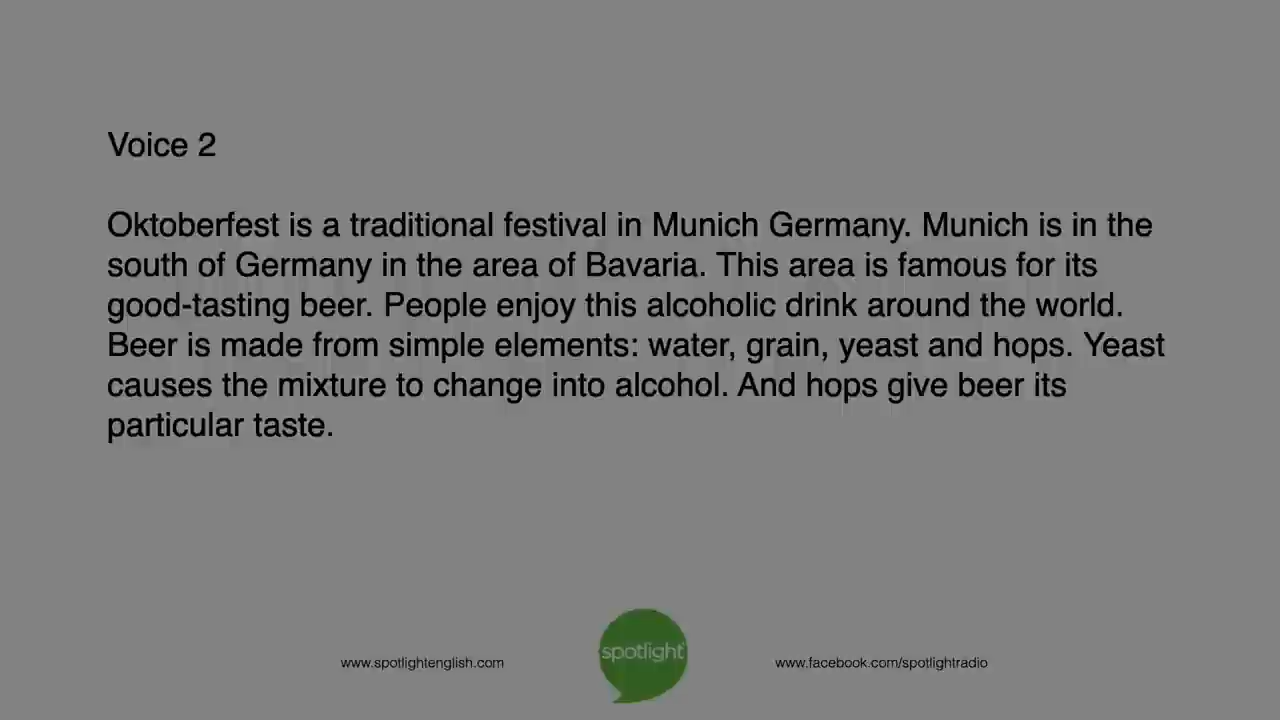 Voice 2
Oktoberfest is a traditional festival in Munich Germany. Munich is in the
south of Germany in the area of Bavaria. This area is famous for its
good-tasting beer. People enjoy this alcoholic drink around the world.
Beer is made from simple elements: water, grain, yeast and hops. Yeast
causes the mixture to change into alcohol. And hops give beer its
particular taste.
www.spotlightenglish.com
spotlight
www.facebook.com/spotlightradio